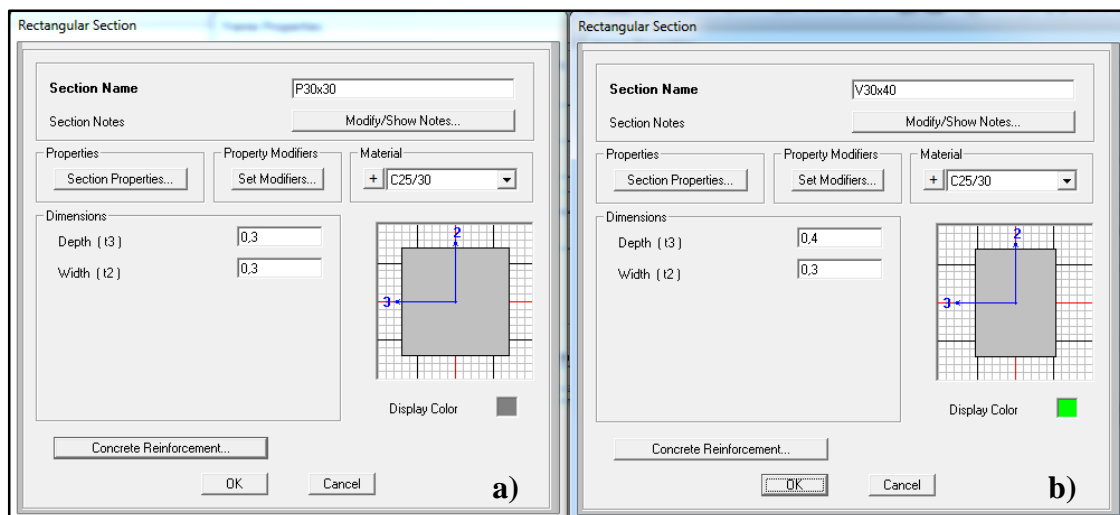 Rectangular Section
Section Name P30x30
Section Notes Modify/Show Notes...
Properties Property Modifiers Material
Section Properties... Set Modifiers... + C25/30
Dimensions
Depth ( t3 ) 0,3
Width ( t2 ) 0,3
2
3
Display Color
Concrete Reinforcement...
OK Cancel a)
Rectangular Section
Section Name V30x40
Section Notes Modify/Show Notes...
Properties Property Modifiers Material
Section Properties... Set Modifiers... + C25/30
Dimensions
Depth ( t3 ) 0,4
Width ( t2 ) 0,3
2
3
Display Color
Concrete Reinforcement...
OK Cancel b)